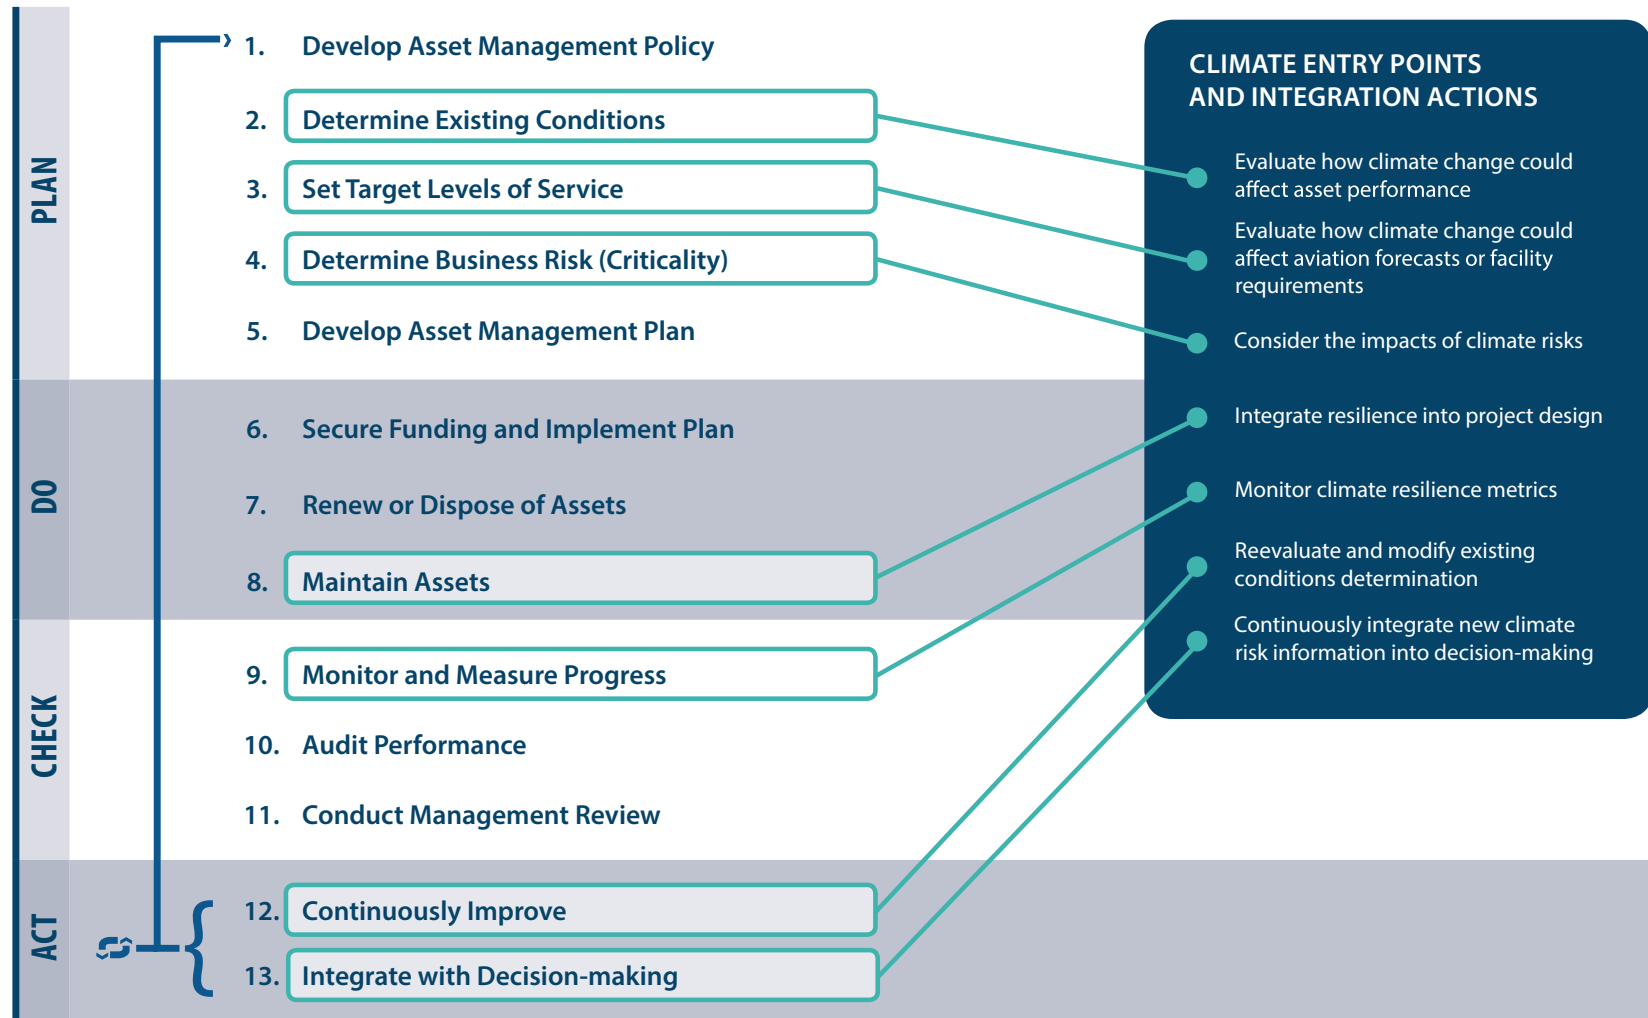 PLAN
1. Develop Asset Management Policy
2. Determine Existing Conditions
3. Set Target Levels of Service
4. Determine Business Risk (Criticality)
5. Develop Asset Management Plan
DO
6. Secure Funding and Implement Plan
7. Renew or Dispose of Assets
8. Maintain Assets
CHECK
9. Monitor and Measure Progress
10. Audit Performance
11. Conduct Management Review
ACT
12. Continuously Improve
13. Integrate with Decision-making
CLIMATE ENTRY POINTS
AND INTEGRATION ACTIONS
Evaluate how climate change could
affect asset performance
Evaluate how climate change could
affect aviation forecasts or facility
requirements
Consider the impacts of climate risks
Integrate resilience into project design
Monitor climate resilience metrics
Reevaluate and modify existing
conditions determination
Continuously integrate new climate
risk information into decision-making